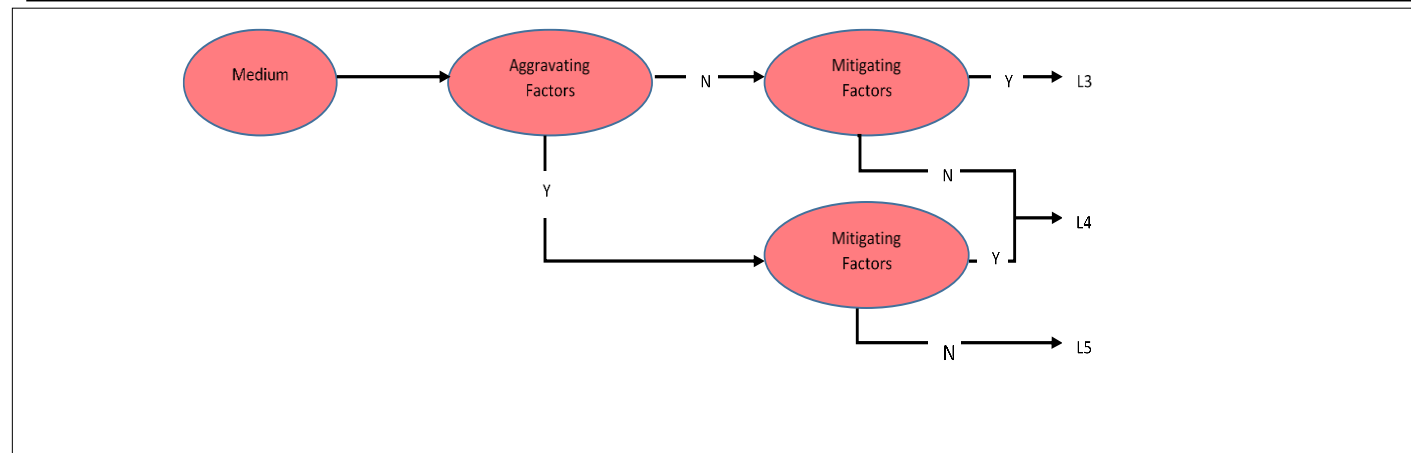 Medium
Aggravating
Factors
N
Mitigating
Factors
Y
L3
N
Y
L4
Mitigating
Factors
Y
N
L5